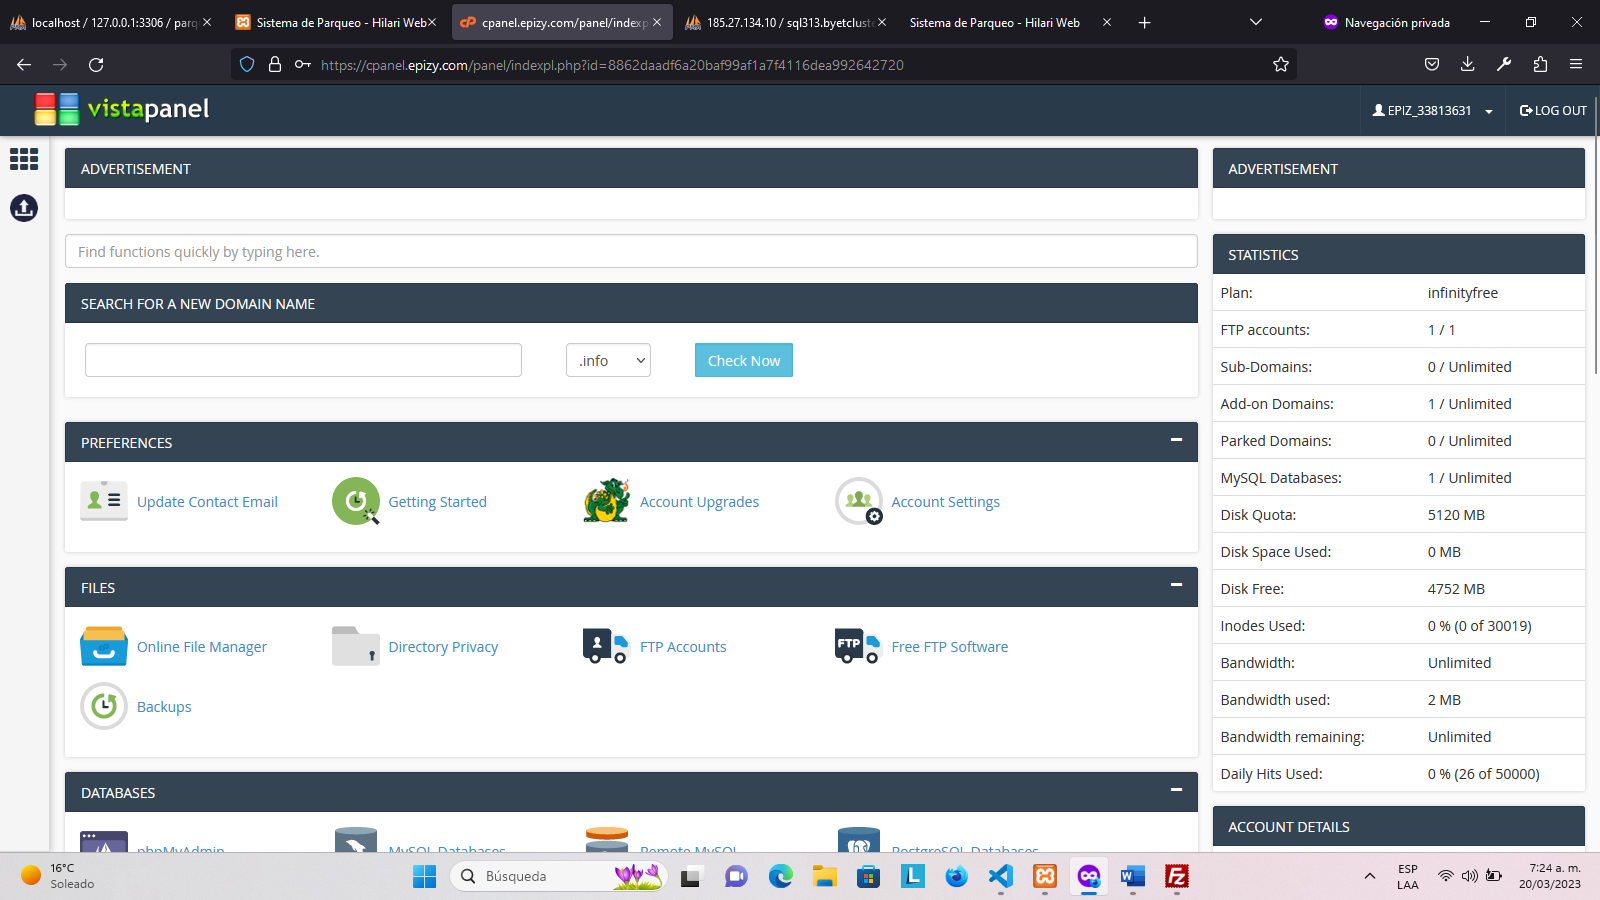 localhost / 127.0.0.1:3306 / parq
Sistema de Parqueo - Hilari Web
cpanel.epizy.com/panel/indexp
185.27.134.10 / sql313.byetcluste
Sistema de Parqueo - Hilari Web
Navegación privada
https://cpanel.epizy.com/panel/indexpl.php?id=8862daadf6a20baf99af1a7f4116dea992642720
vistapanel
EPIZ_33813631
LOG OUT
ADVERTISEMENT
Find functions quickly by typing here.
SEARCH FOR A NEW DOMAIN NAME
.info
Check Now
PREFERENCES
Update Contact Email
Getting Started
Account Upgrades
Account Settings
FILES
Online File Manager
Directory Privacy
FTP Accounts
FTP
Free FTP Software
Backups
DATABASES
phpMyAdmin
MySQL Databases
Remote MySQL
PostgreSQL Databases
ADVERTISEMENT
STATISTICS
Plan: infinityfree
FTP accounts: 1 / 1
Sub-Domains: 0 / Unlimited
Add-on Domains: 1 / Unlimited
Parked Domains: 0 / Unlimited
MySQL Databases: 1 / Unlimited
Disk Quota: 5120 MB
Disk Space Used: 0 MB
Disk Free: 4752 MB
Inodes Used: 0 % (0 of 30019)
Bandwidth: Unlimited
Bandwidth used: 2 MB
Bandwidth remaining: Unlimited
Daily Hits Used: 0 % (26 of 50000)
ACCOUNT DETAILS
16°C
Soleado
Búsqueda
ESP
LAA
7:24 a. m.
20/03/2023